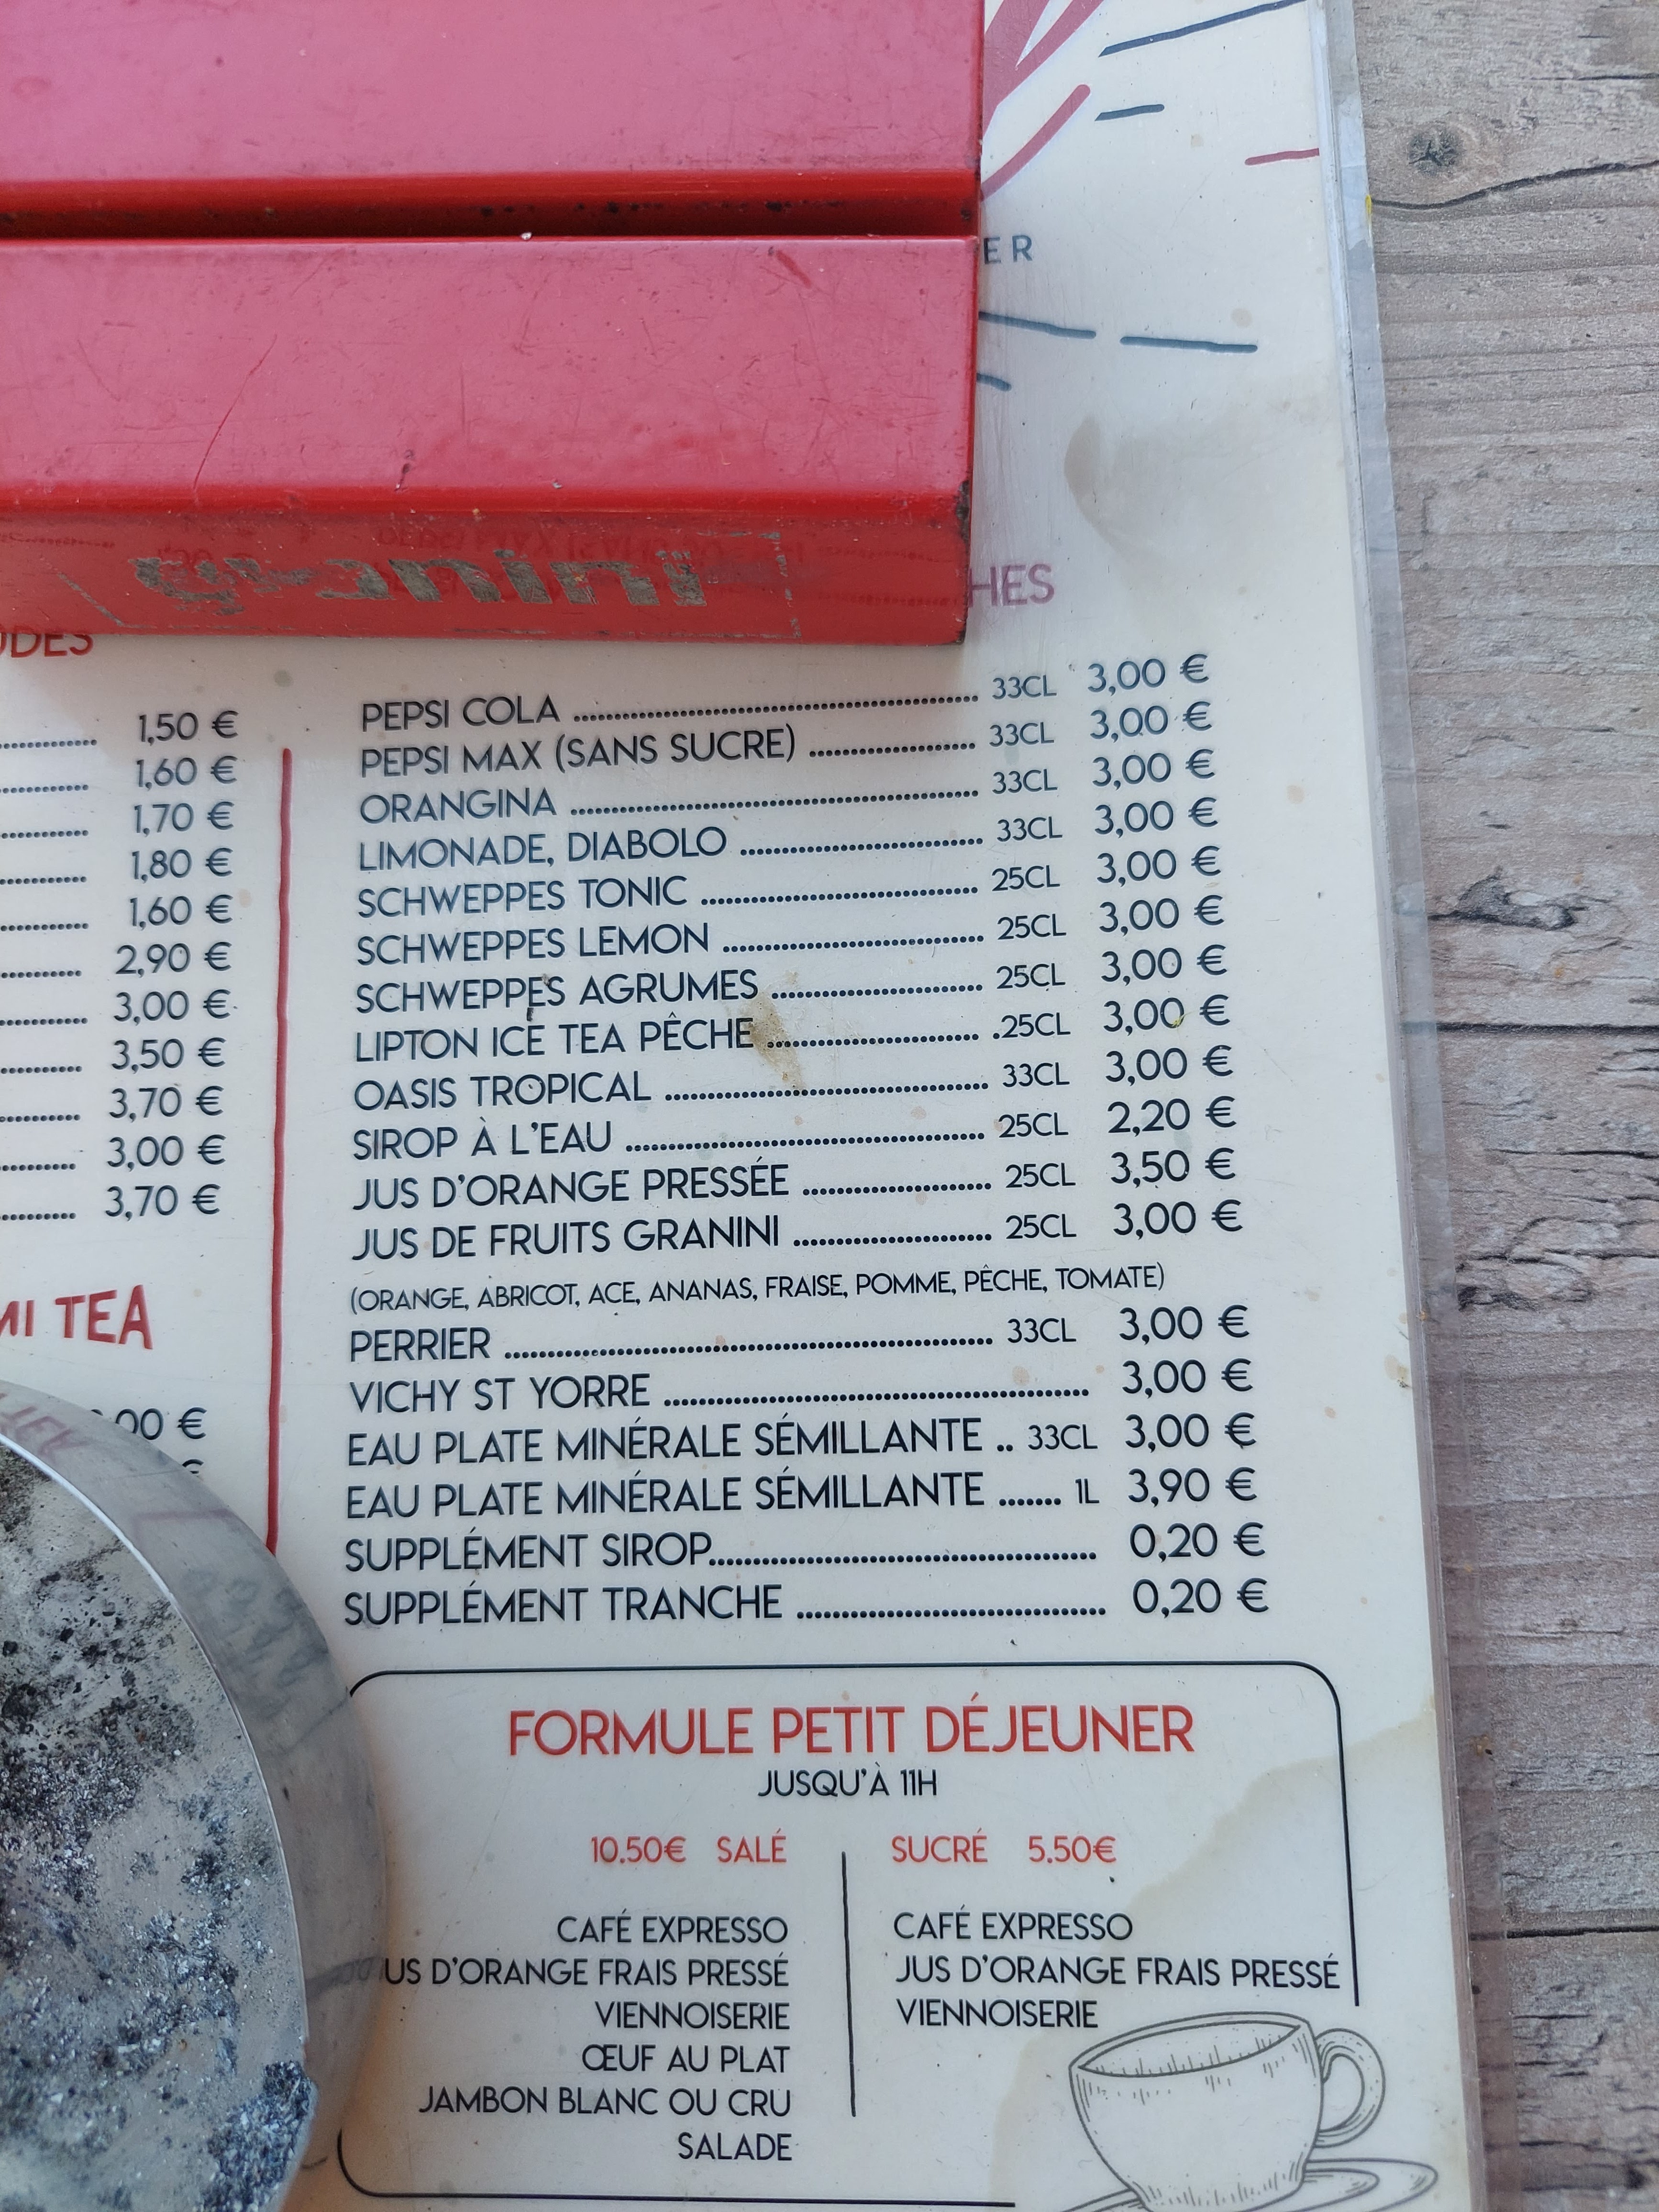 ER
granini
HES
UDES
1,50 €
1,60 €
1,70 €
1,80 €
1,60 €
2,90 €
3,00 €
3,50 €
3,70 €
3,00 €
3,70 €
MI TEA
,00 €
€
PEPSI COLA ........ 33CL 3,00 €
PEPSI MAX (SANS SUCRE) ........ 33CL 3,00 €
ORANGINA ........ 33CL 3,00 €
LIMONADE, DIABOLO ........ 33CL 3,00 €
SCHWEPPES TONIC ........ 25CL 3,00 €
SCHWEPPES LEMON ........ 25CL 3,00 €
SCHWEPPES AGRUMES ........ 25CL 3,00 €
LIPTON ICE TEA PÊCHE ........ .25CL 3,00 €
OASIS TROPICAL ........ 33CL 3,00 €
SIROP À L'EAU ........ 25CL 2,20 €
JUS D'ORANGE PRESSÉE ........ 25CL 3,50 €
JUS DE FRUITS GRANINI ........ 25CL 3,00 €
(ORANGE, ABRICOT, ACE, ANANAS, FRAISE, POMME, PÊCHE, TOMATE)
PERRIER ........ 33CL 3,00 €
VICHY ST YORRE ........ 3,00 €
EAU PLATE MINÉRALE SÉMILLANTE .. 33CL 3,00 €
EAU PLATE MINÉRALE SÉMILLANTE ....... 1L 3,90 €
SUPPLÉMENT SIROP........ 0,20 €
SUPPLÉMENT TRANCHE ........ 0,20 €
FORMULE PETIT DÉJEUNER
JUSQU'À 11H
10.50€ SALÉ
CAFÉ EXPRESSO
US D'ORANGE FRAIS PRESSÉ
VIENNOISERIE
ŒUF AU PLAT
JAMBON BLANC OU CRU
SALADE
SUCRÉ 5.50€
CAFÉ EXPRESSO
JUS D'ORANGE FRAIS PRESSÉ
VIENNOISERIE